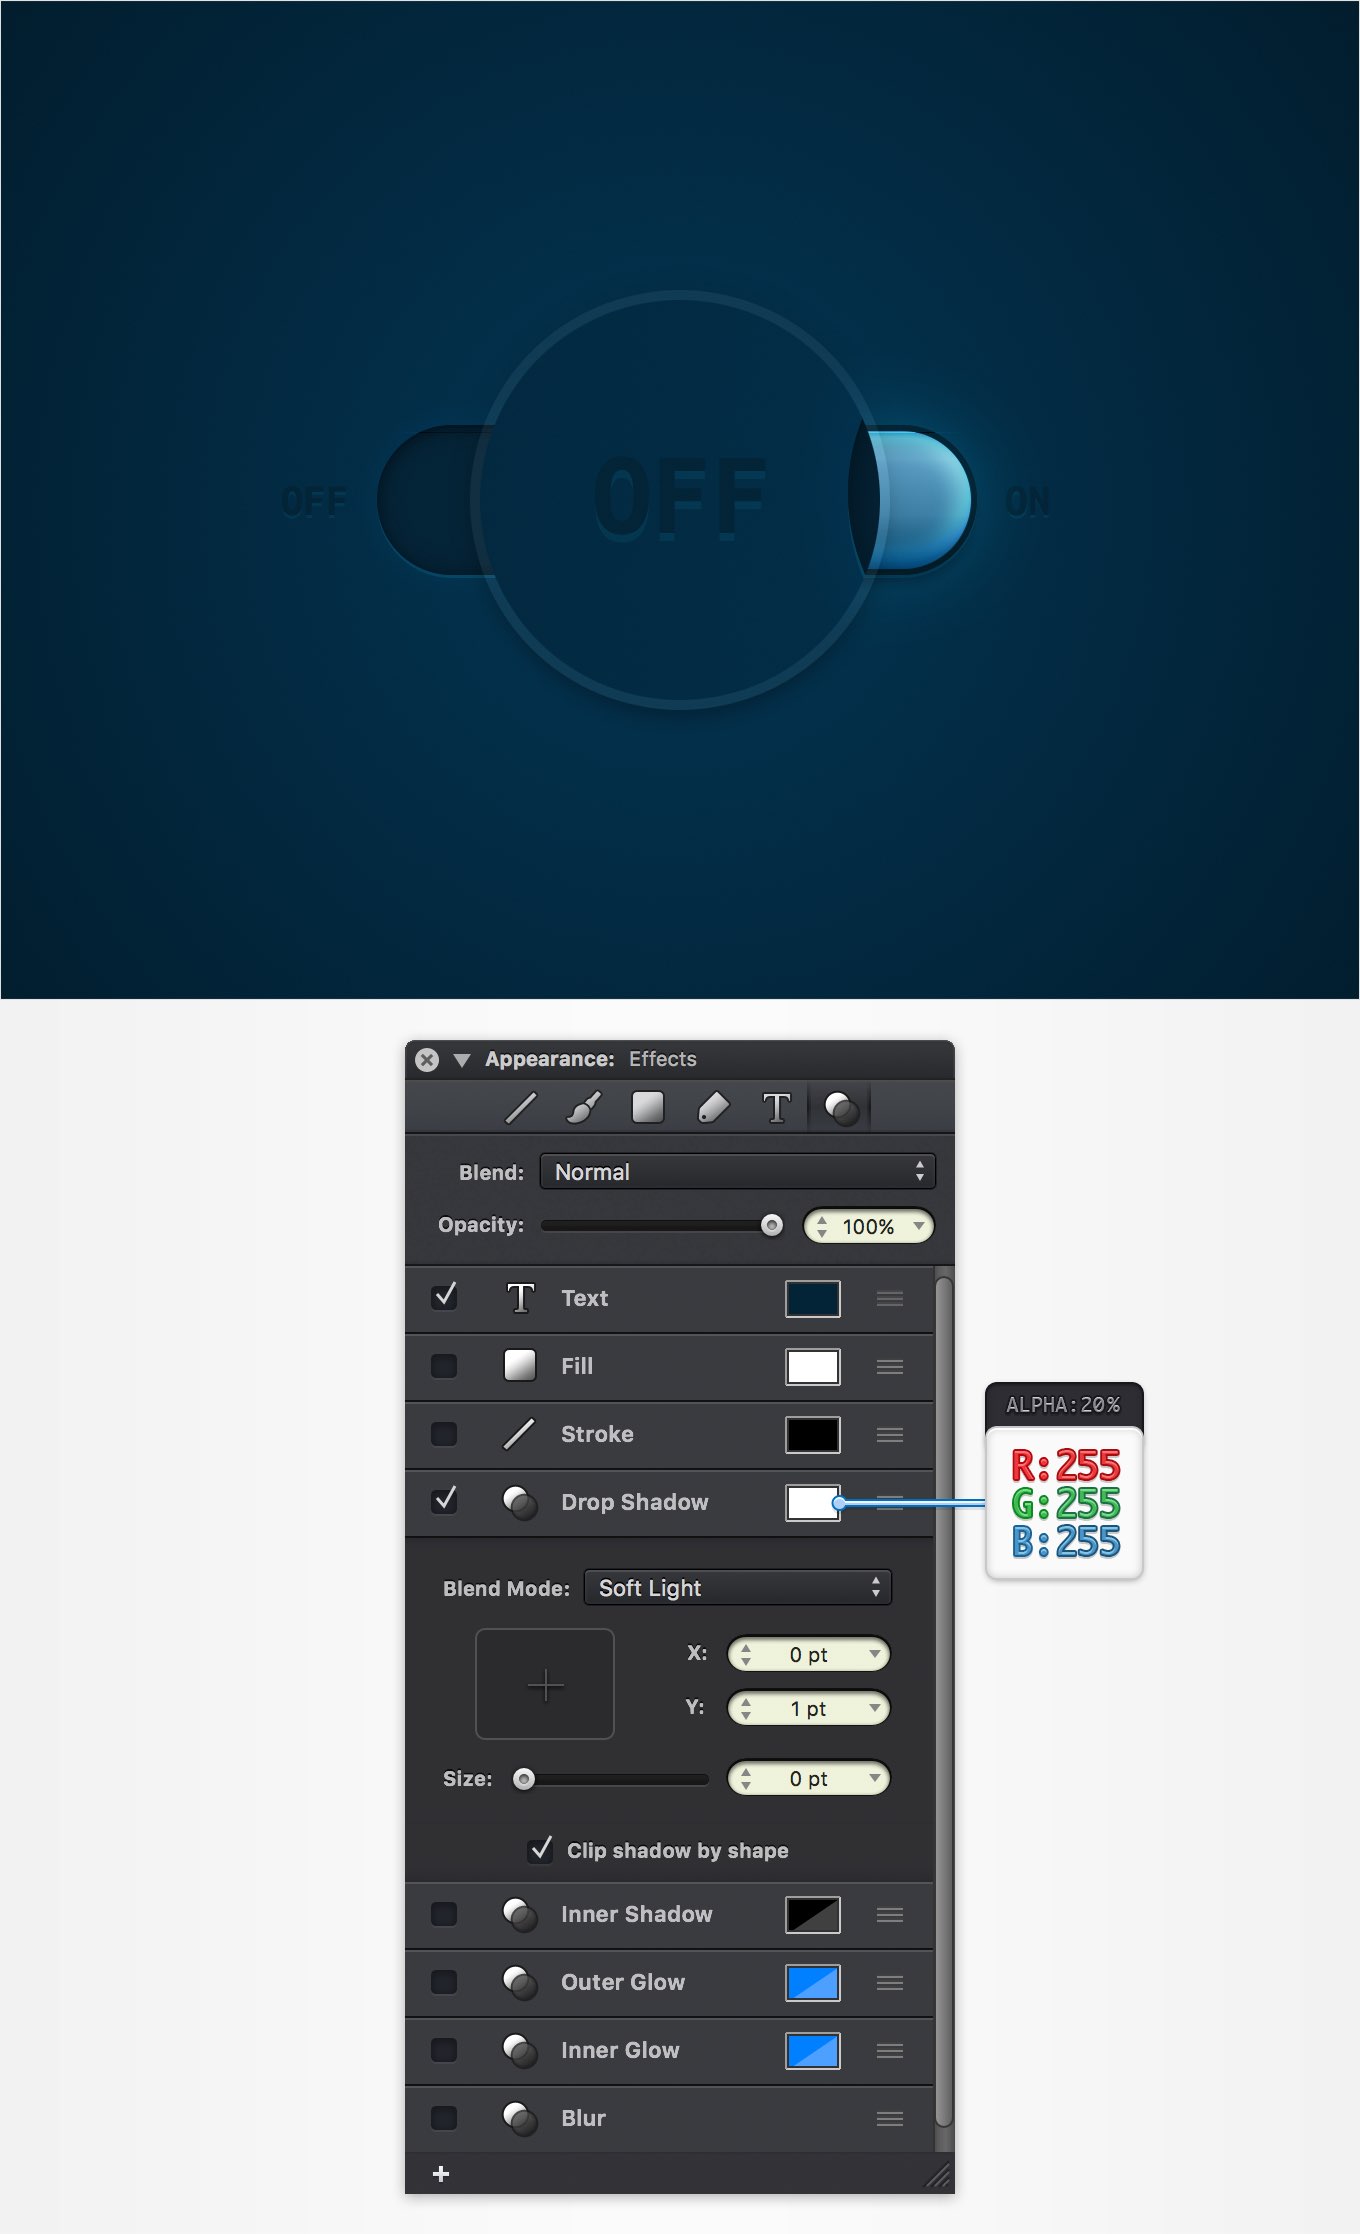 OFF
OFF
ON
Appearance: Effects
Blend: Normal
Opacity: 100%
Text
Fill
Stroke
Drop Shadow
ALPHA:20%
R:255
G:255
B:255
Blend Mode: Soft Light
X: 0 pt
Y: 1 pt
Size: 0 pt
Clip shadow by shape
Inner Shadow
Outer Glow
Inner Glow
Blur